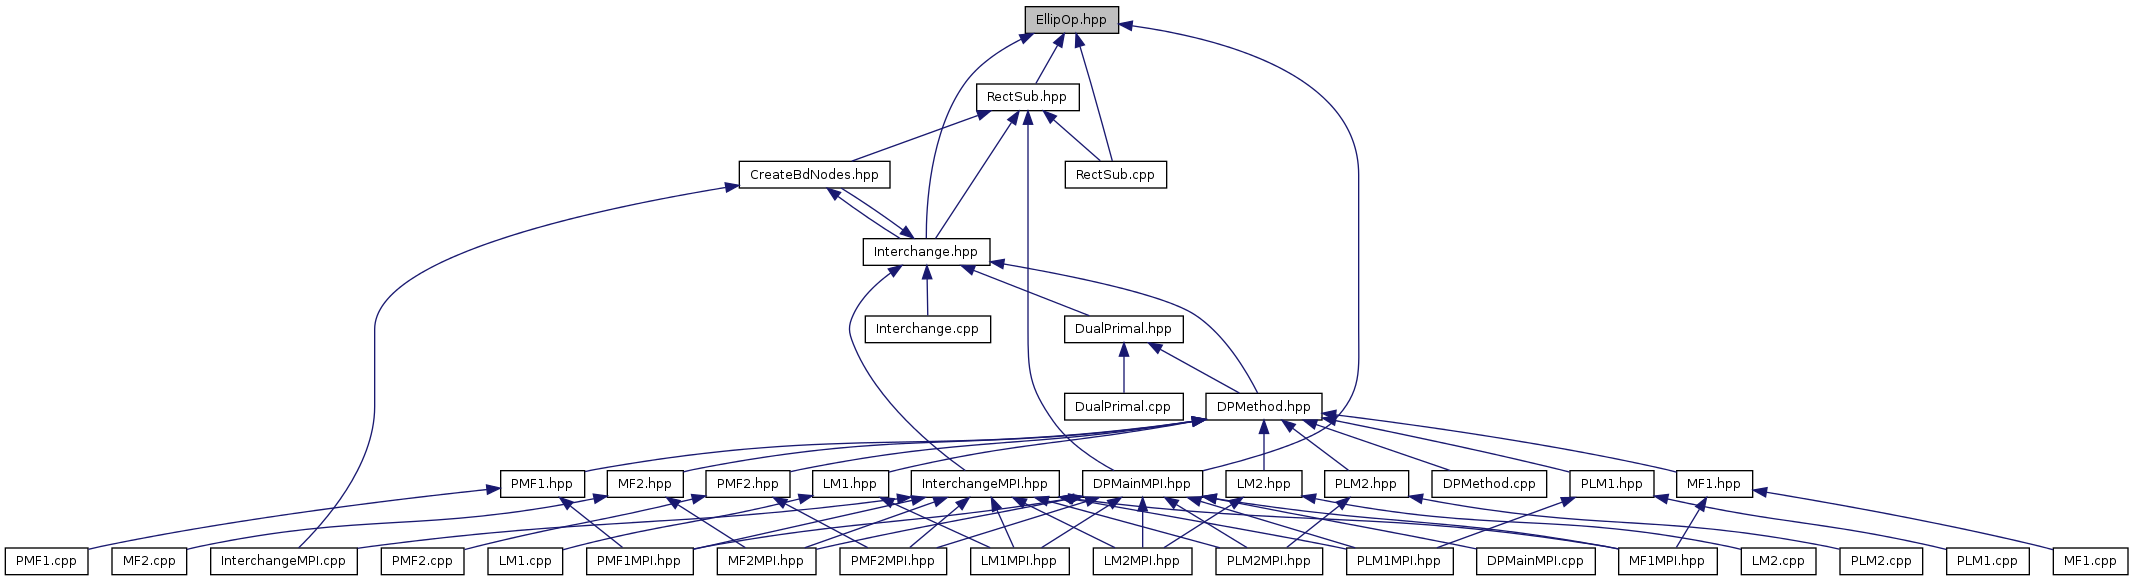 EllipOp.hpp
RectSub.hpp
CreateBdNodes.hpp
RectSub.cpp
Interchange.hpp
Interchange.cpp
DualPrimal.hpp
DualPrimal.cpp
DPMethod.hpp
PMF1.hpp
MF2.hpp
PMF2.hpp
LM1.hpp
InterchangeMPI.hpp
DPMainMPI.hpp
LM2.hpp
PLM2.hpp
DPMethod.cpp
PLM1.hpp
MF1.hpp
PMF1.cpp
MF2.cpp
InterchangeMPI.cpp
PMF2.cpp
LM1.cpp
PMF1MPI.hpp
MF2MPI.hpp
PMF2MPI.hpp
LM1MPI.hpp
LM2MPI.hpp
PLM2MPI.hpp
PLM1MPI.hpp
DPMainMPI.cpp
MF1MPI.hpp
LM2.cpp
PLM2.cpp
PLM1.cpp
MF1.cpp